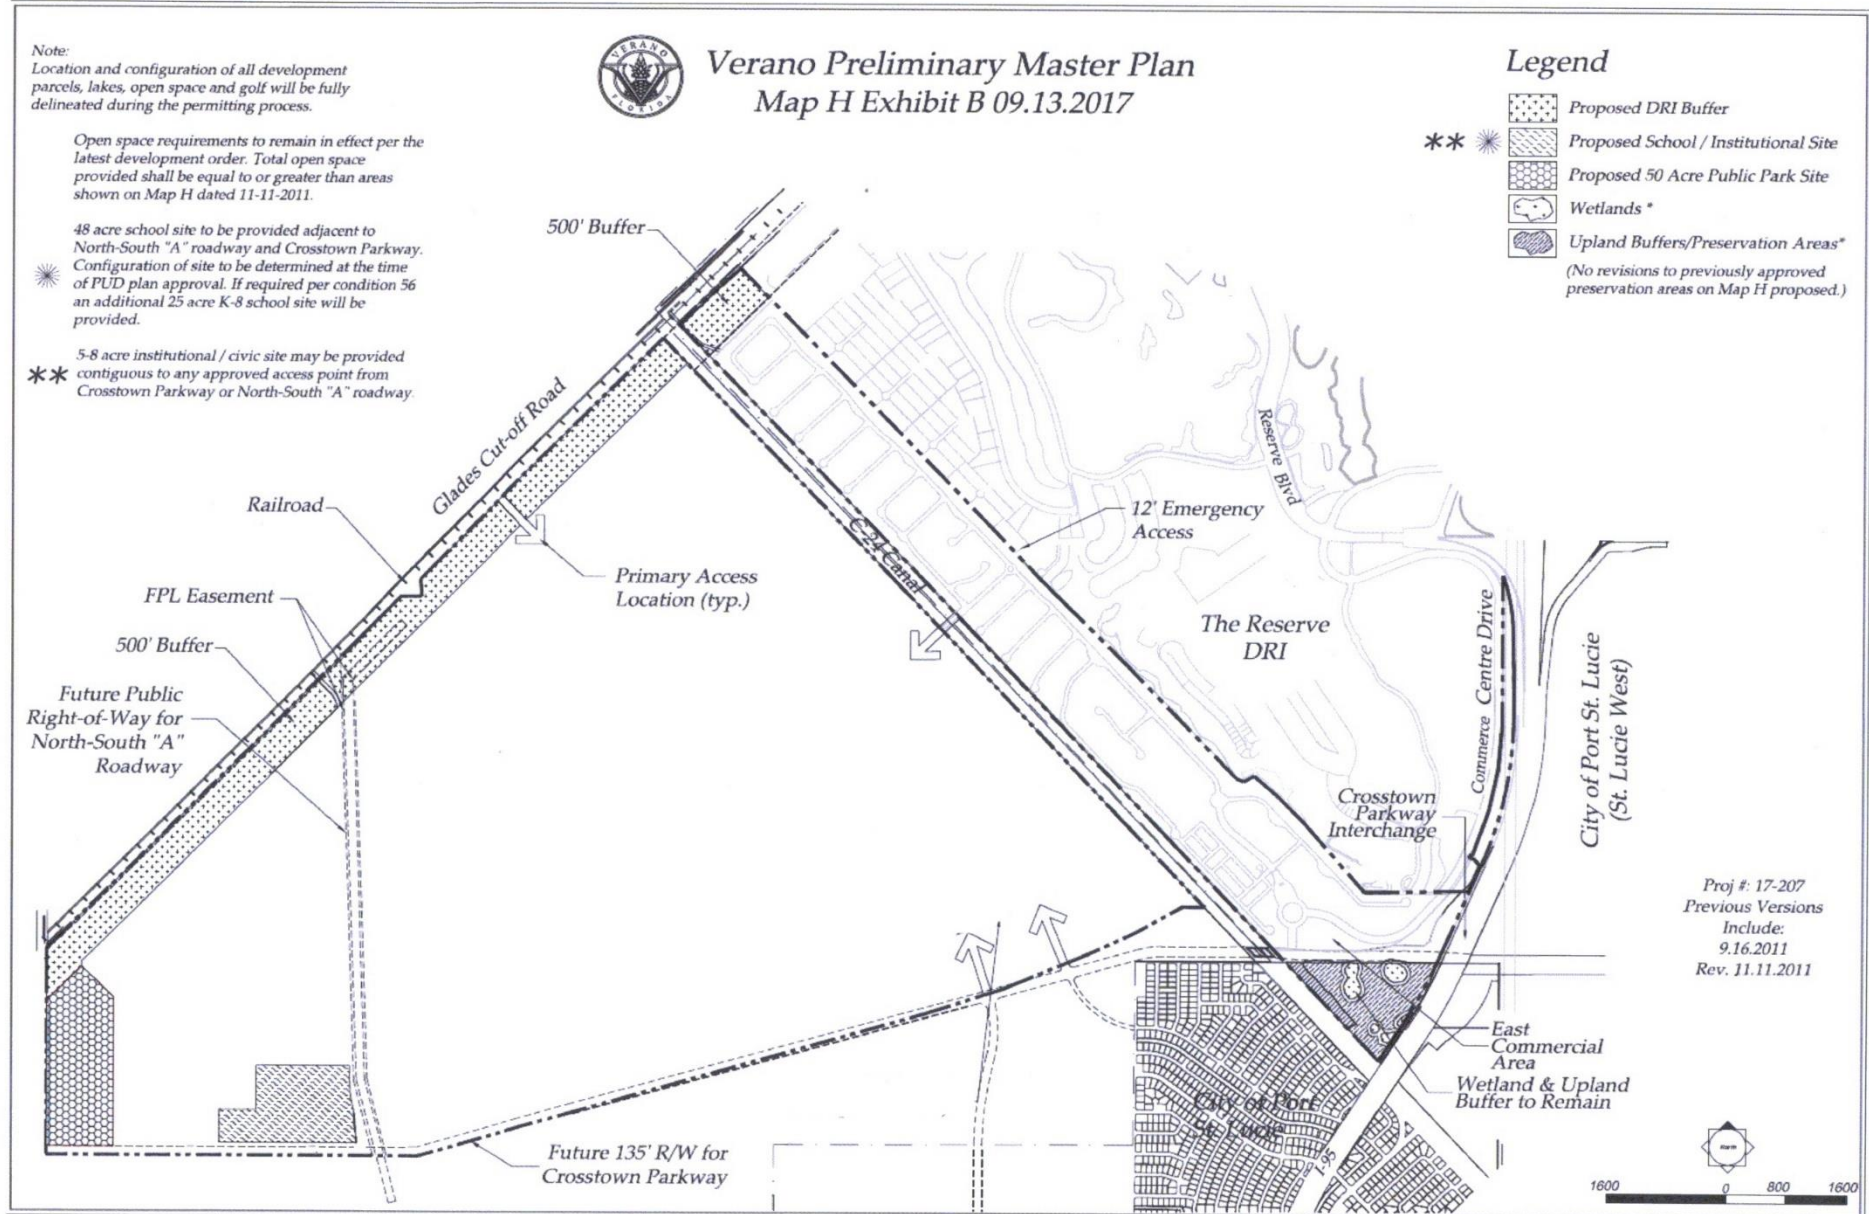 Note:
Location and configuration of all development
parcels, lakes, open space and golf will be fully
delineated during the permitting process.
Open space requirements to remain in effect per the
latest development order. Total open space
provided shall be equal to or greater than areas
shown on Map H dated 11-11-2011.
48 acre school site to be provided adjacent to
North-South "A" roadway and Crosstown Parkway.
Configuration of site to be determined at the time
of PUD plan approval. If required per condition 56
an additional 25 acre K-8 school site will be
provided.
** 5-8 acre institutional / civic site may be provided
contiguous to any approved access point from
Crosstown Parkway or North-South "A" roadway.
VERANO
FLORIDA
Verano Preliminary Master Plan
Map H Exhibit B 09.13.2017
Legend
Proposed DRI Buffer
** Proposed School / Institutional Site
Proposed 50 Acre Public Park Site
Wetlands *
Upland Buffers/Preservation Areas*
(No revisions to previously approved
preservation areas on Map H proposed.)
500' Buffer
Glades Cut-off Road
Railroad
FPL Easement
500' Buffer
Future Public
Right-of-Way for
North-South "A"
Roadway
Primary Access
Location (typ.)
C-24 Canal
12' Emergency
Access
Reserve Blvd
The Reserve
DRI
Commerce Centre Drive
City of Port St. Lucie
(St. Lucie West)
Crosstown
Parkway
Interchange
Proj #: 17-207
Previous Versions
Include:
9.16.2011
Rev. 11.11.2011
East
Commercial
Area
Wetland & Upland
Buffer to Remain
City of Port
St. Lucie
I-95
Future 135' R/W for
Crosstown Parkway
North
1600 0 800 1600